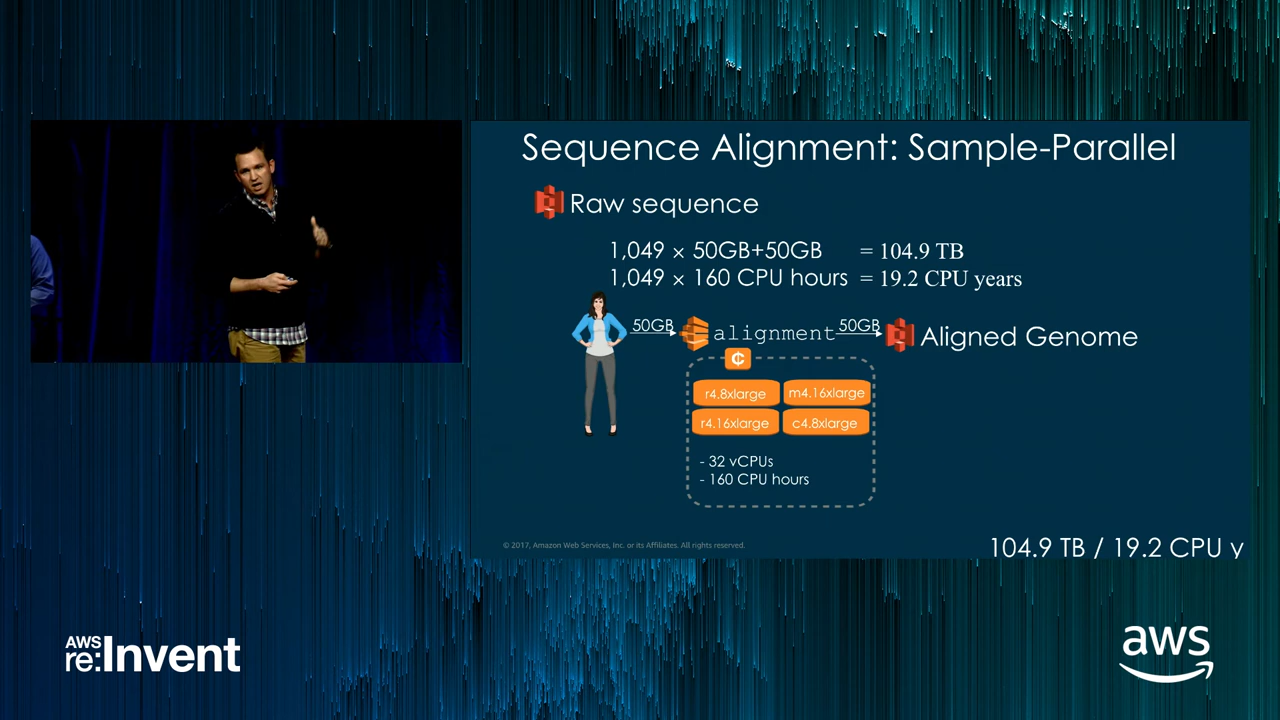 Sequence Alignment: Sample-Parallel
Raw sequence
1,049 × 50GB+50GB = 104.9 TB
1,049 × 160 CPU hours = 19.2 CPU years
50GB alignment 50GB Aligned Genome
¢
r4.8xlarge m4.16xlarge
r4.16xlarge c4.8xlarge
- 32 vCPUs
- 160 CPU hours
© 2017, Amazon Web Services, Inc. or its Affiliates. All rights reserved.
104.9 TB / 19.2 CPU y
AWS
re:Invent
aws